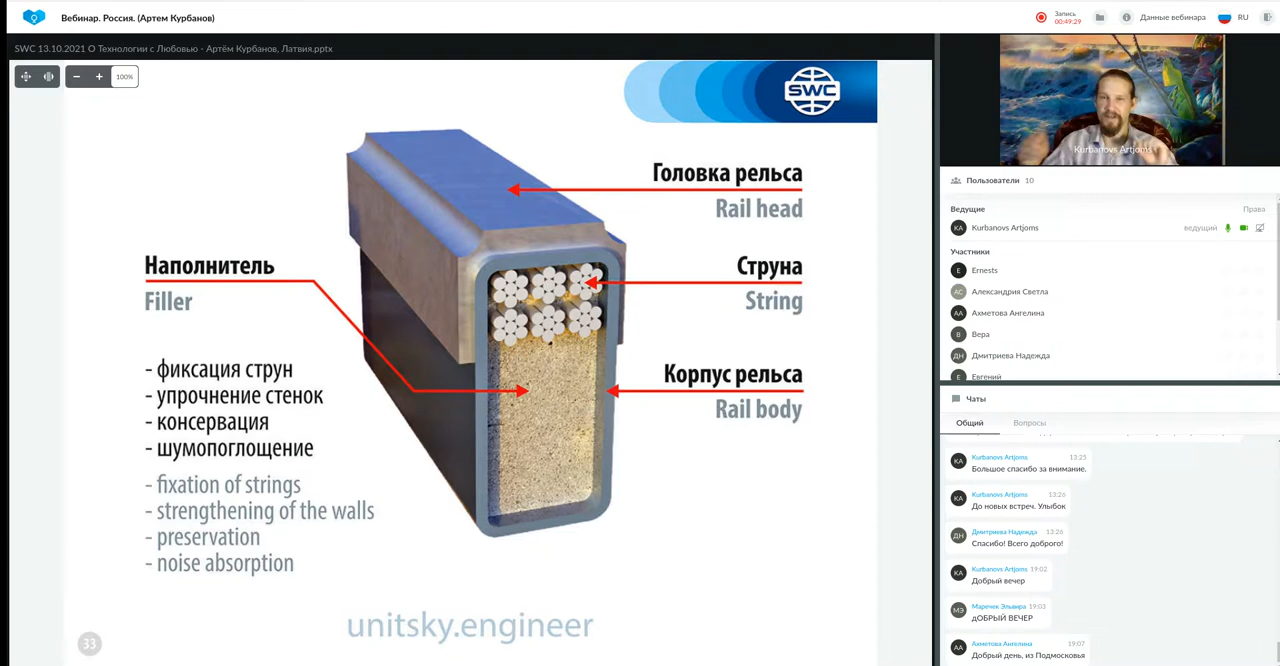 Вебинар. Россия. (Артем Курбанов)
Запись
00:49:29
Данные вебинара
RU
SWC 13.10.2021 О Технологии с Любовью - Артём Курбанов, Латвия.pptx
100%
SWC
Головка рельса
Rail head
Наполнитель
Filler
Струна
String
Корпус рельса
Rail body
- фиксация струн
- упрочнение стенок
- консервация
- шумопоглощение
- fixation of strings
- strengthening of the walls
- preservation
- noise absorption
unitsky.engineer
33
Kurbanovs Artjoms
Пользователи 10
Ведущие
Права
KA Kurbanovs Artjoms
ведущий
Участники
E Ernests
АС Александрия Светла
АА Ахметова Ангелина
В Вера
ДН Дмитриева Надежда
Е Евгений
Чаты
Общий
Вопросы
KA Kurbanovs Artjoms 13:25
Большое спасибо за внимание.
KA Kurbanovs Artjoms 13:26
До новых встреч. Улыбок
ДН Дмитриева Надежда 13:26
Спасибо! Всего доброго!
KA Kurbanovs Artjoms 19:02
Добрый вечер
МЭ Маречек Эльвира 19:03
дОБРЫЙ ВЕЧЕР
АА Ахметова Ангелина 19:07
Добрый день, из Подмосковья